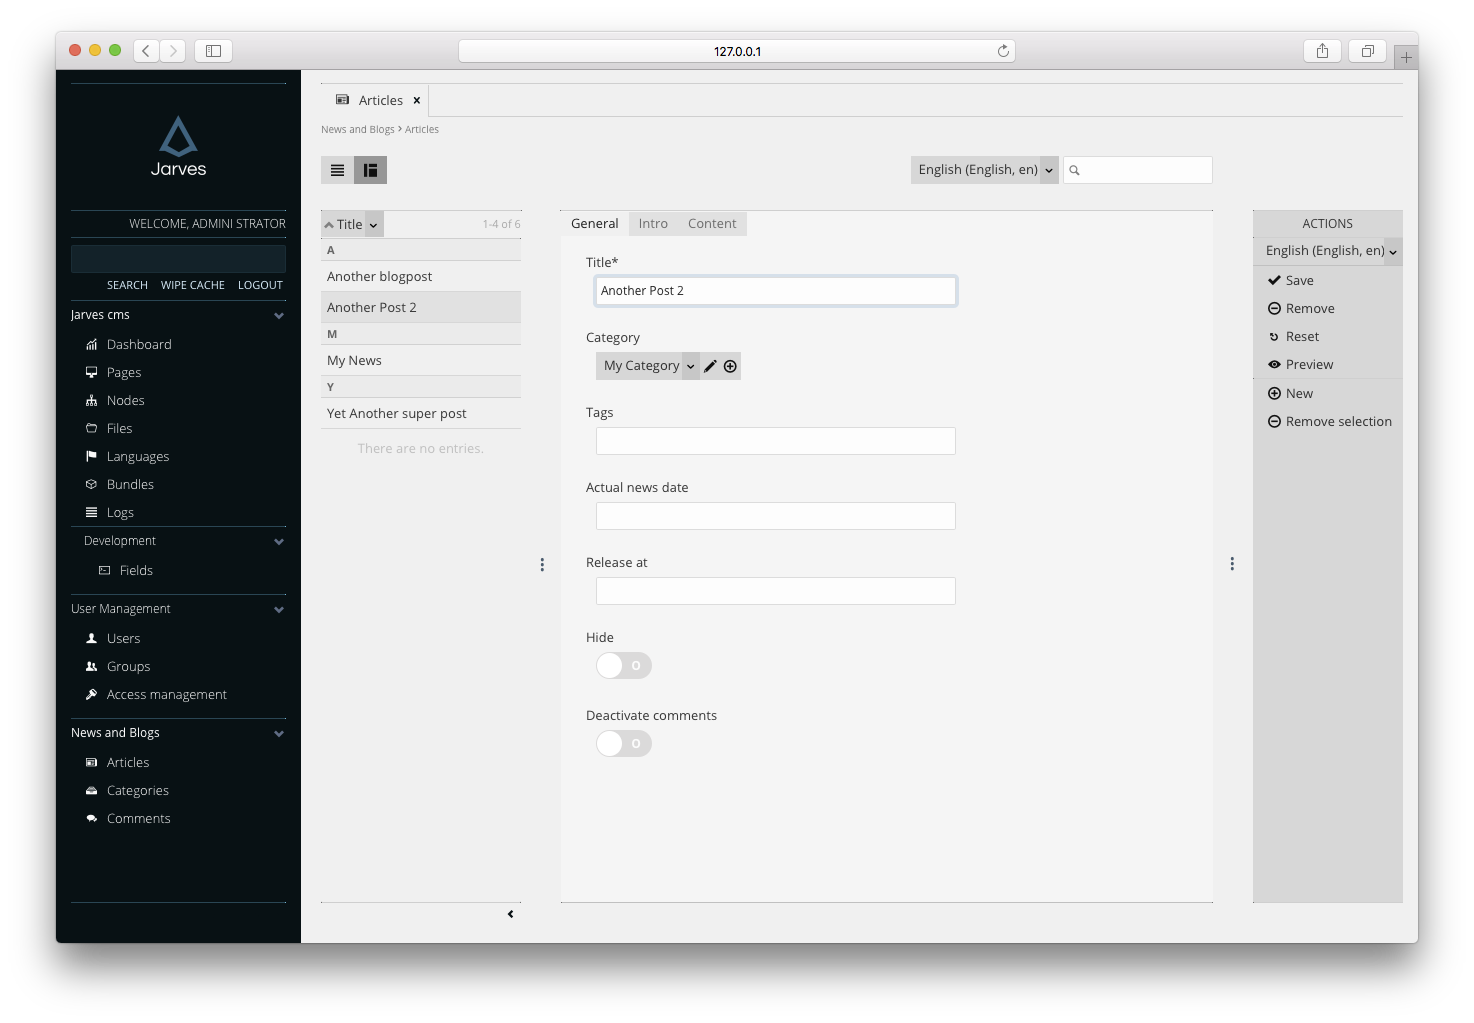 127.0.0.1
Jarves
WELCOME, ADMINI STRATOR
SEARCH WIPE CACHE LOGOUT
Jarves cms
Dashboard
Pages
Nodes
Files
Languages
Bundles
Logs
Development
Fields
User Management
Users
Groups
Access management
News and Blogs
Articles
Categories
Comments
Articles x
News and Blogs > Articles
English (English, en)
Title 1-4 of 6
A
Another blogpost
Another Post 2
M
My News
Y
Yet Another super post
There are no entries.
General Intro Content
Title*
Another Post 2
Category
My Category
Tags
Actual news date
Release at
Hide
O
Deactivate comments
O
ACTIONS
English (English, en)
Save
Remove
Reset
Preview
New
Remove selection